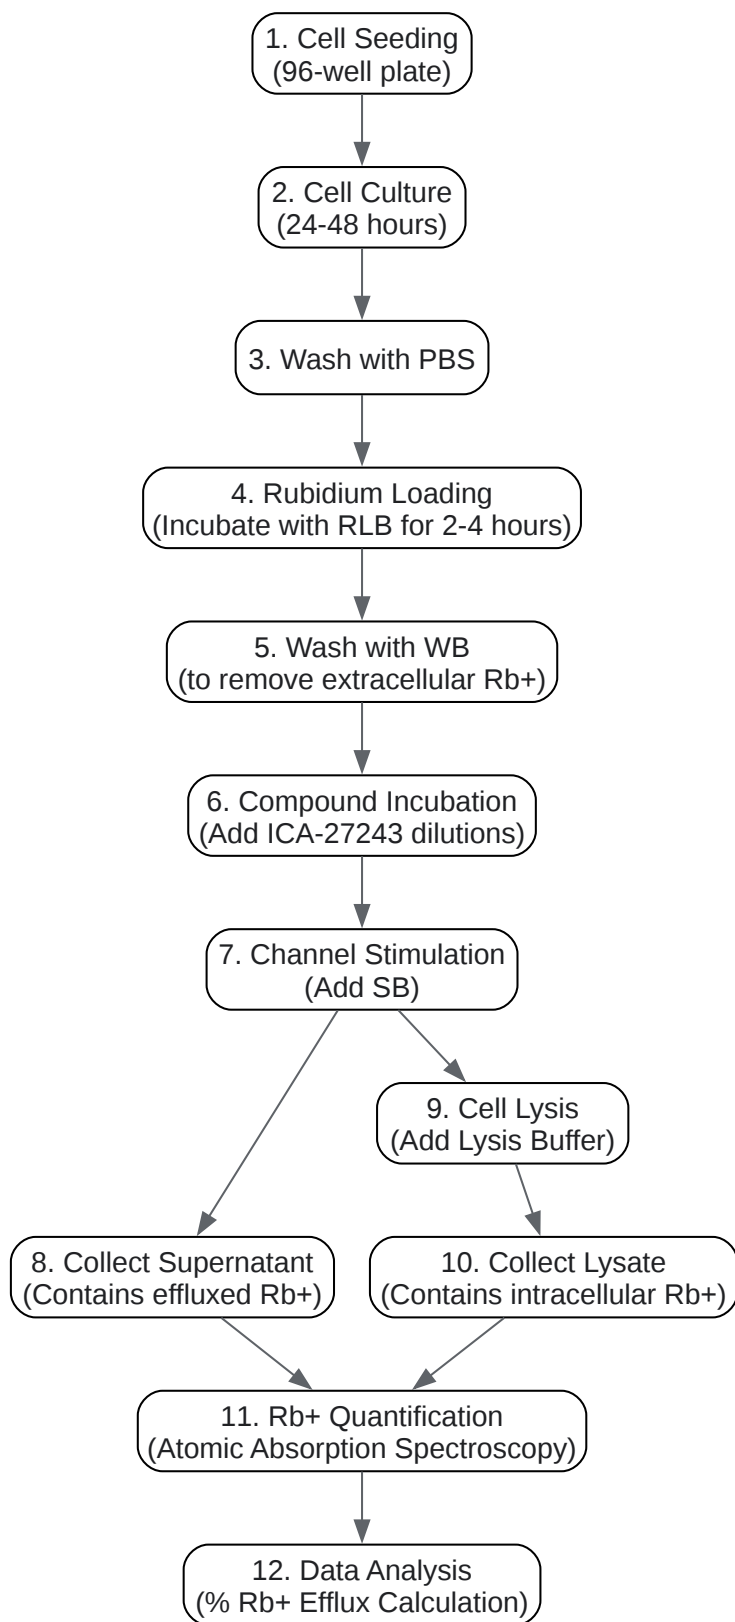 1. Cell Seeding
(96-well plate)
2. Cell Culture
(24-48 hours)
3. Wash with PBS
4. Rubidium Loading
(Incubate with RLB for 2-4 hours)
5. Wash with WB
(to remove extracellular Rb+)
6. Compound Incubation
(Add ICA-27243 dilutions)
7. Channel Stimulation
(Add SB)
9. Cell Lysis
(Add Lysis Buffer)
8. Collect Supernatant
(Contains effluxed Rb+)
10. Collect Lysate
(Contains intracellular Rb+)
11. Rb+ Quantification
(Atomic Absorption Spectroscopy)
12. Data Analysis
(% Rb+ Efflux Calculation)